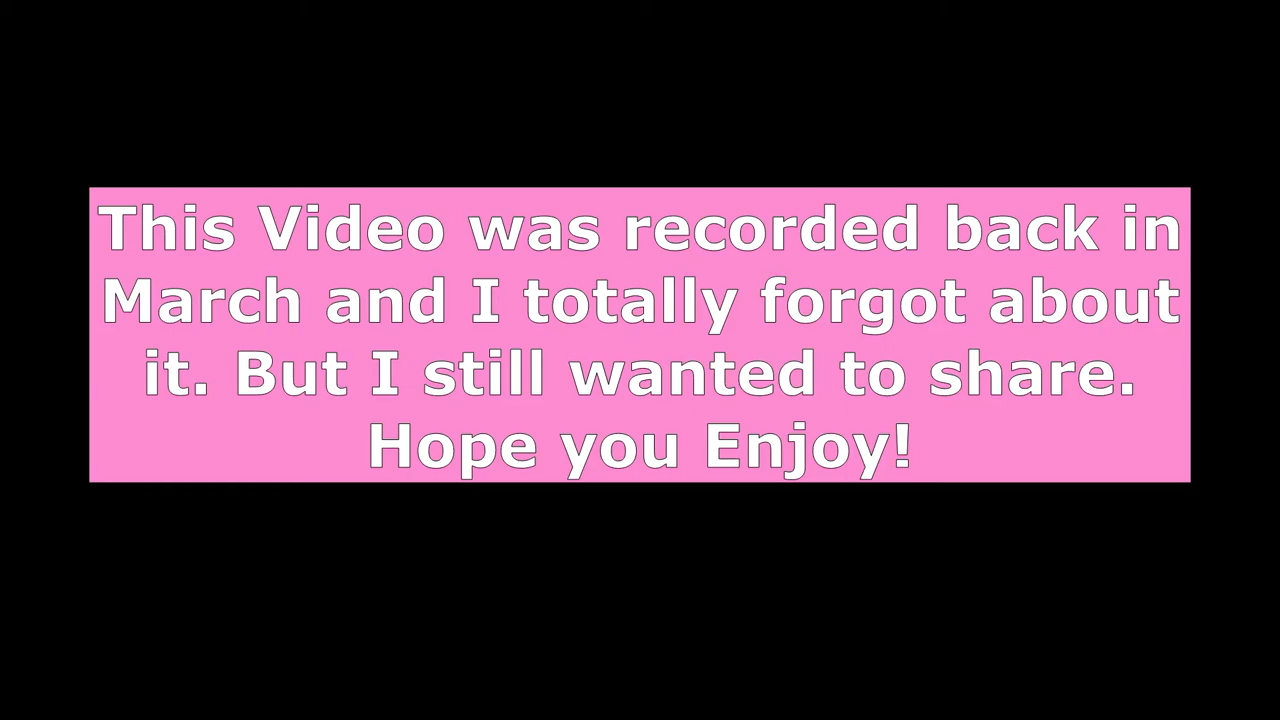 This Video was recorded back in
March and I totally forgot about
it. But I still wanted to share.
Hope you Enjoy!